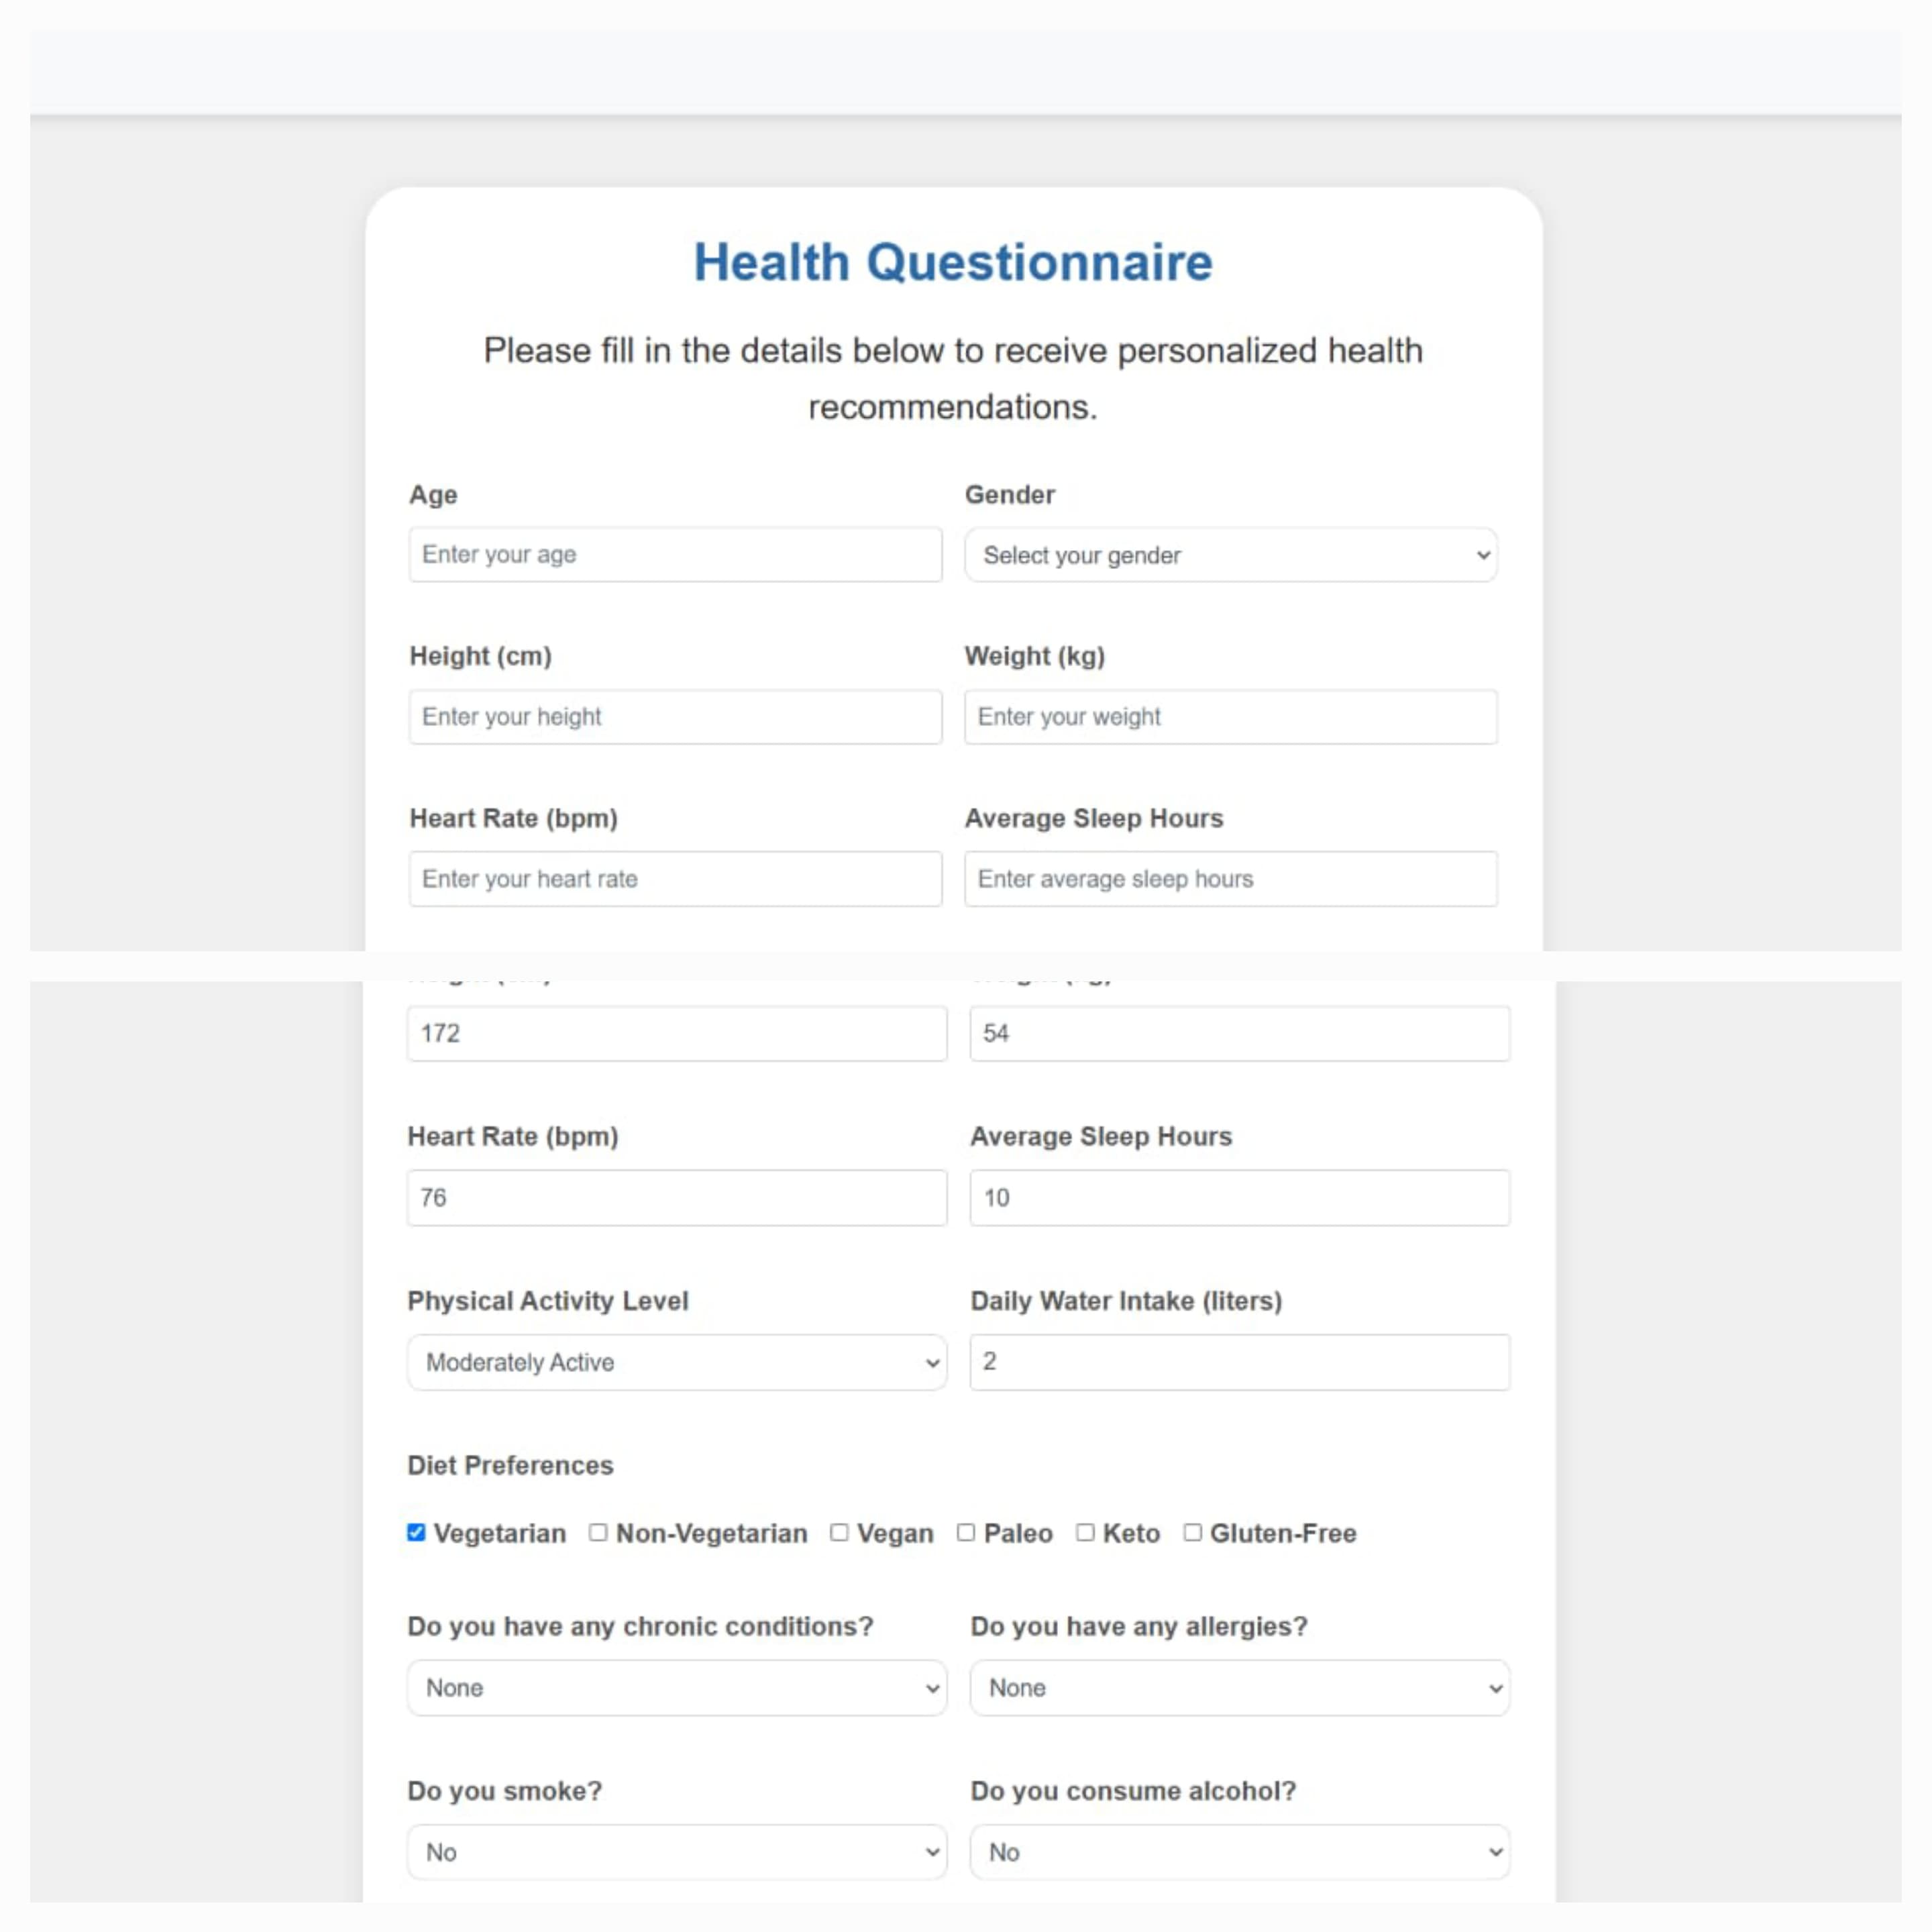 Health Questionnaire
Please fill in the details below to receive personalized health
recommendations.
Age Gender
Enter your age Select your gender
Height (cm) Weight (kg)
Enter your height Enter your weight
Heart Rate (bpm) Average Sleep Hours
Enter your heart rate Enter average sleep hours
172 54
Heart Rate (bpm) Average Sleep Hours
76 10
Physical Activity Level Daily Water Intake (liters)
Moderately Active 2
Diet Preferences
Vegetarian Non-Vegetarian Vegan Paleo Keto Gluten-Free
Do you have any chronic conditions? Do you have any allergies?
None None
Do you smoke? Do you consume alcohol?
No No